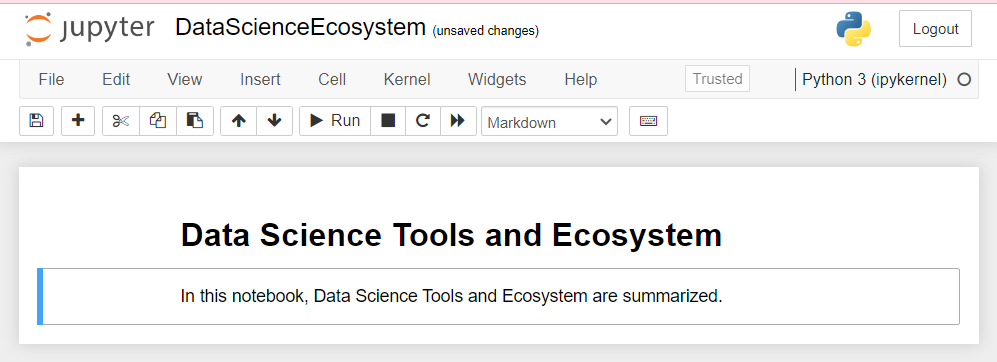 jupyter DataScienceEcosystem (unsaved changes) Logout
File Edit View Insert Cell Kernel Widgets Help Trusted Python 3 (ipykernel)
Run Markdown
Data Science Tools and Ecosystem
In this notebook, Data Science Tools and Ecosystem are summarized.